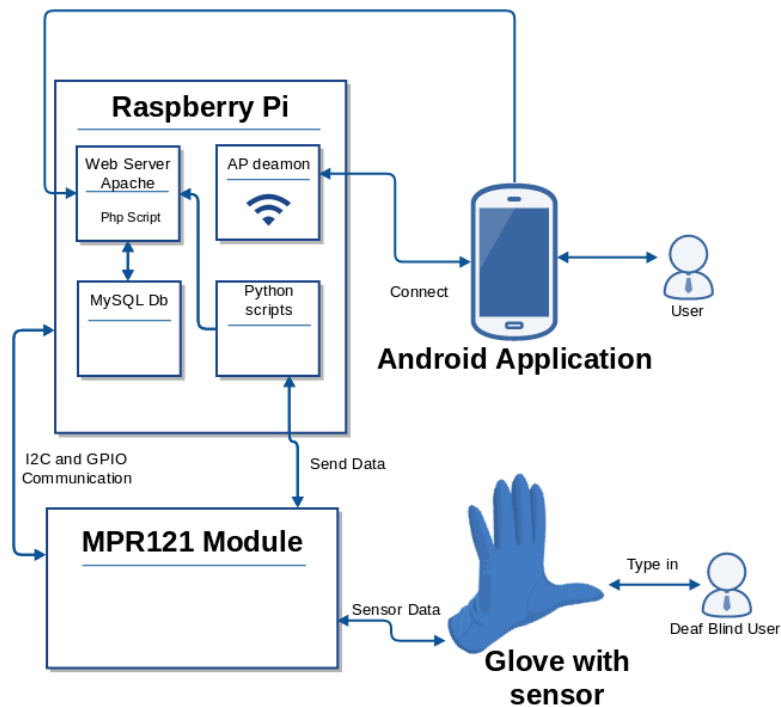 Raspberry Pi
Web Server
Apache
Php Script
AP deamon
MySQL Db
Python
scripts
Connect
User
Android Application
I2C and GPIO
Communication
Send Data
MPR121 Module
Sensor Data
Type in
Deaf Blind User
Glove with
sensor